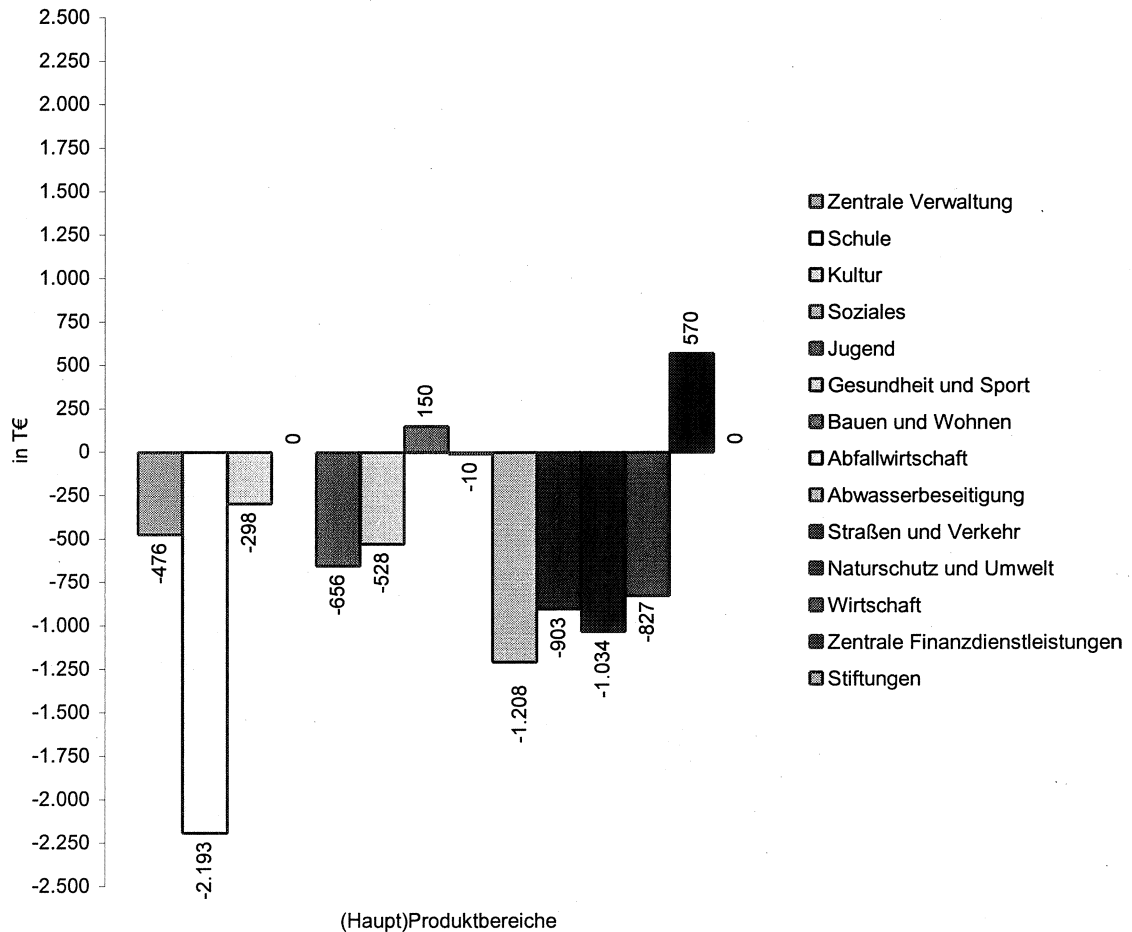 2.500
2.250
2.000
1.750
1.500
1.250
1.000
750
500
250
0
-250
-500
-750
-1.000
-1.250
-1.500
-1.750
-2.000
-2.250
-2.500
in T€
-476
-2.193
-298
0
-656
-528
150
-10
-1.208
-903
-1.034
-827
570
0
(Haupt)Produktbereiche
Zentrale Verwaltung
Schule
Kultur
Soziales
Jugend
Gesundheit und Sport
Bauen und Wohnen
Abfallwirtschaft
Abwasserbeseitigung
Straßen und Verkehr
Naturschutz und Umwelt
Wirtschaft
Zentrale Finanzdienstleistungen
Stiftungen